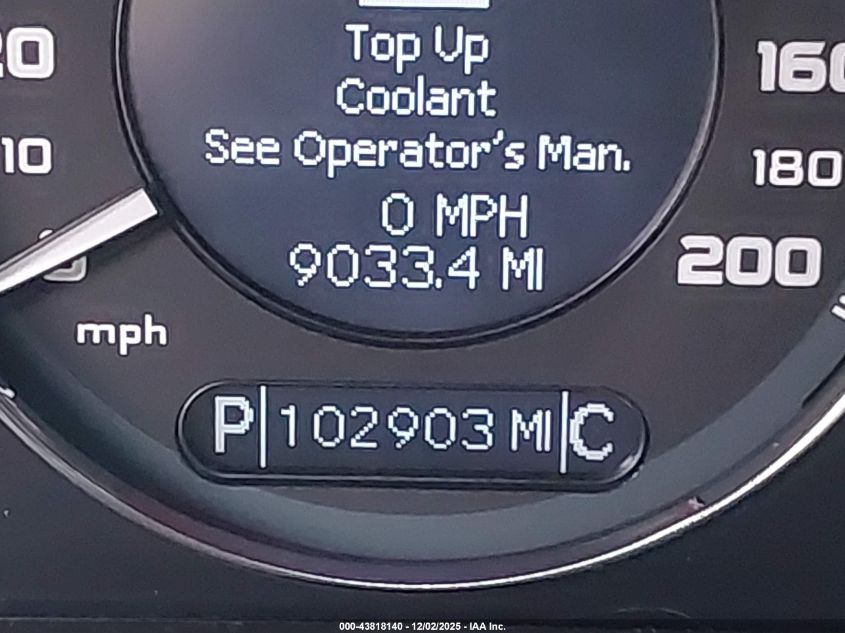 Top Up
Coolant
See Operator's Man.
0 MPH
9033.4 MI
20
10
0
mph
160
180
200
P 102903 MI C
000-43818140 - 12/02/2025 - IAA Inc.